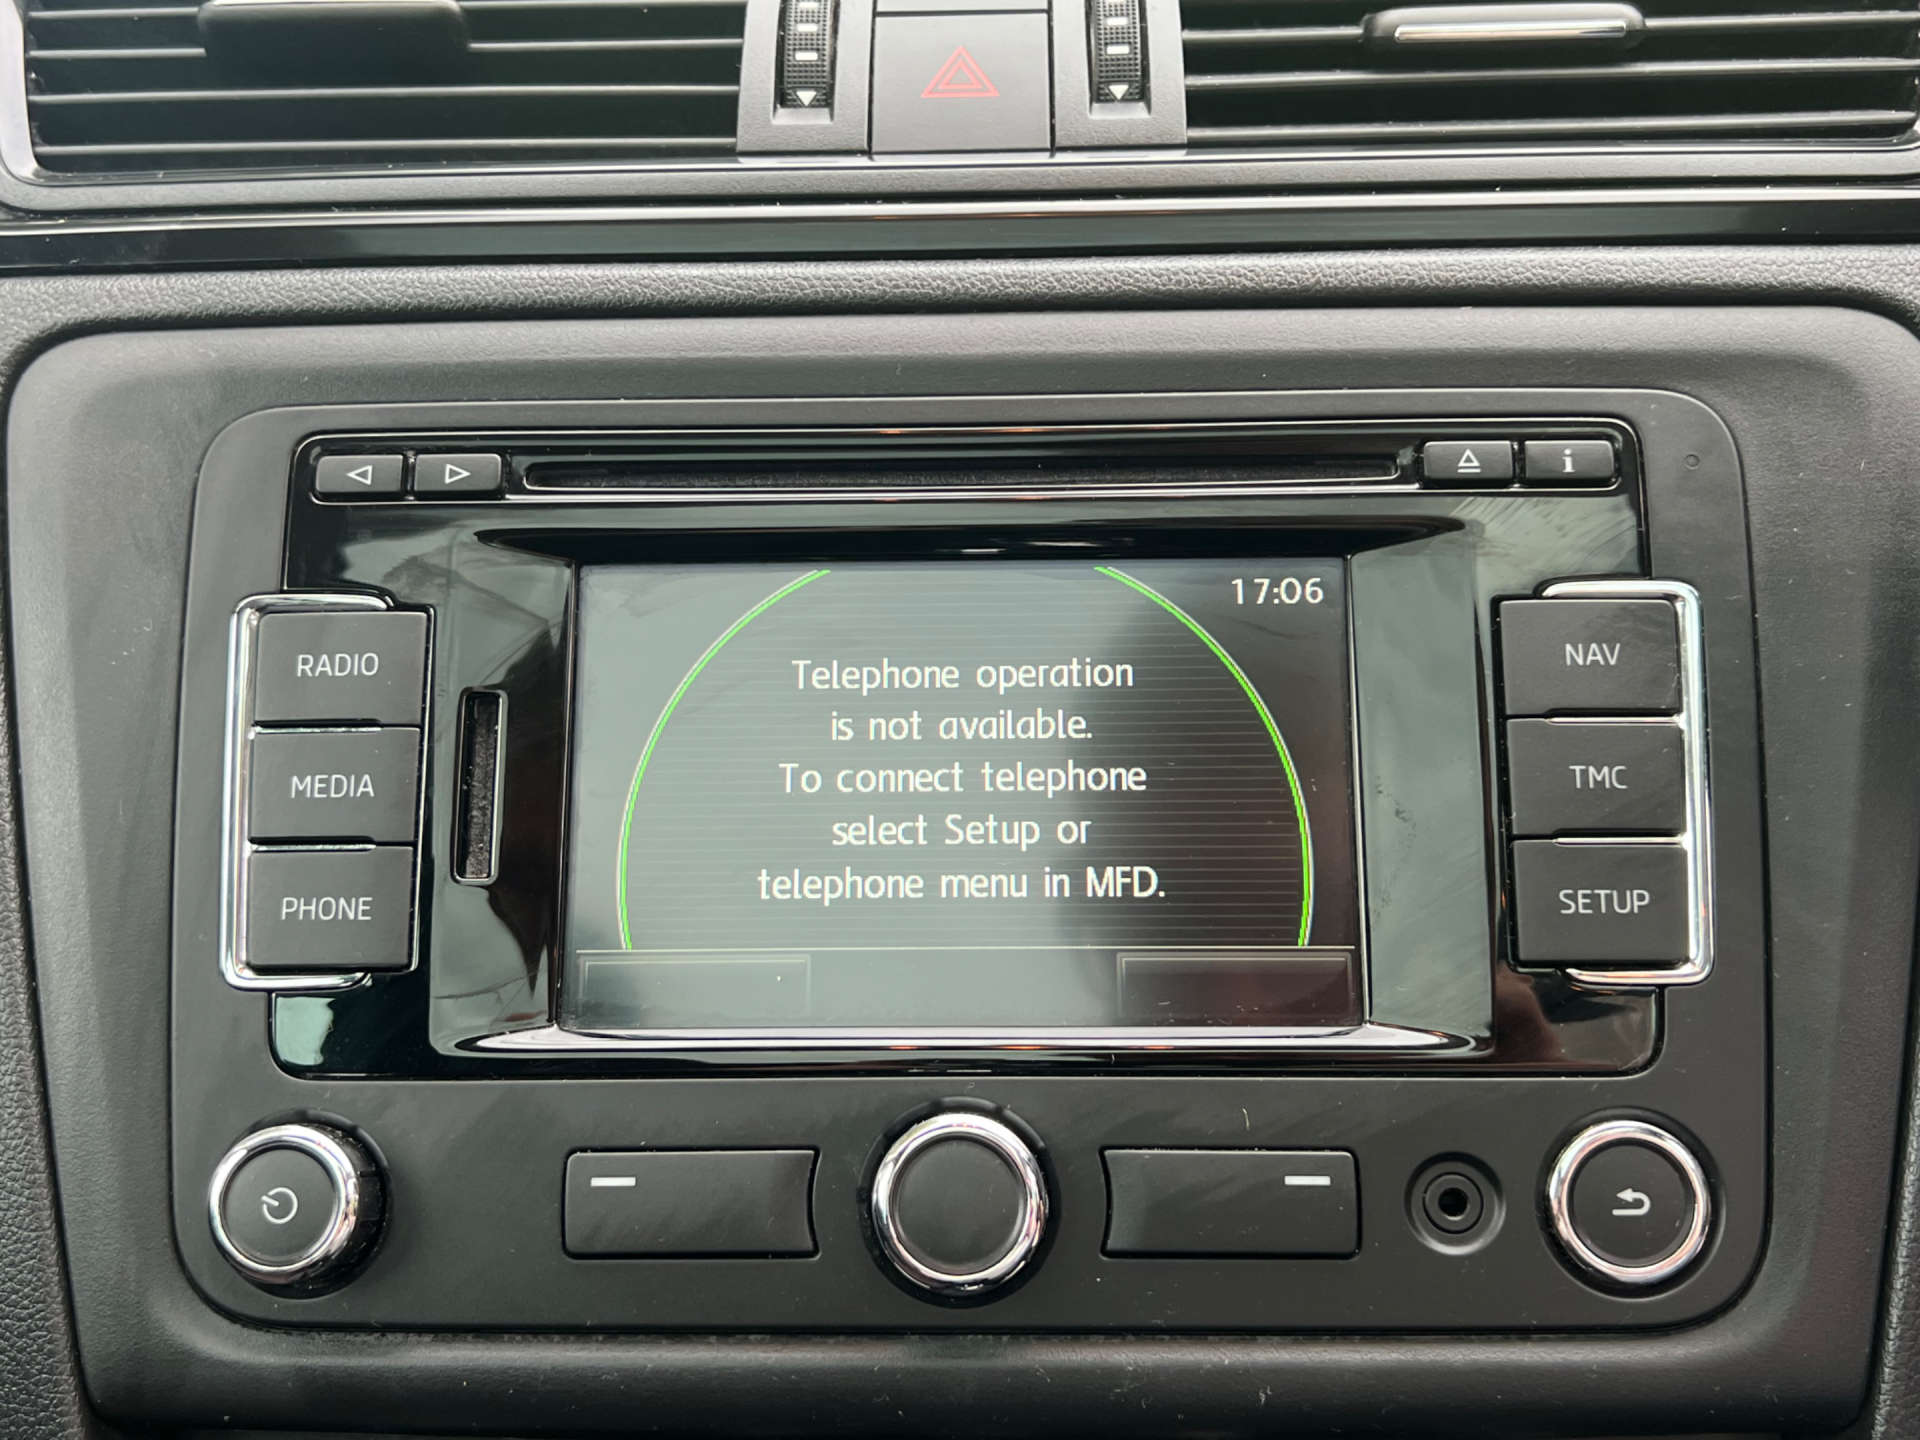 i
17:06
RADIO
MEDIA
PHONE
Telephone operation
is not available.
To connect telephone
select Setup or
telephone menu in MFD.
NAV
TMC
SETUP